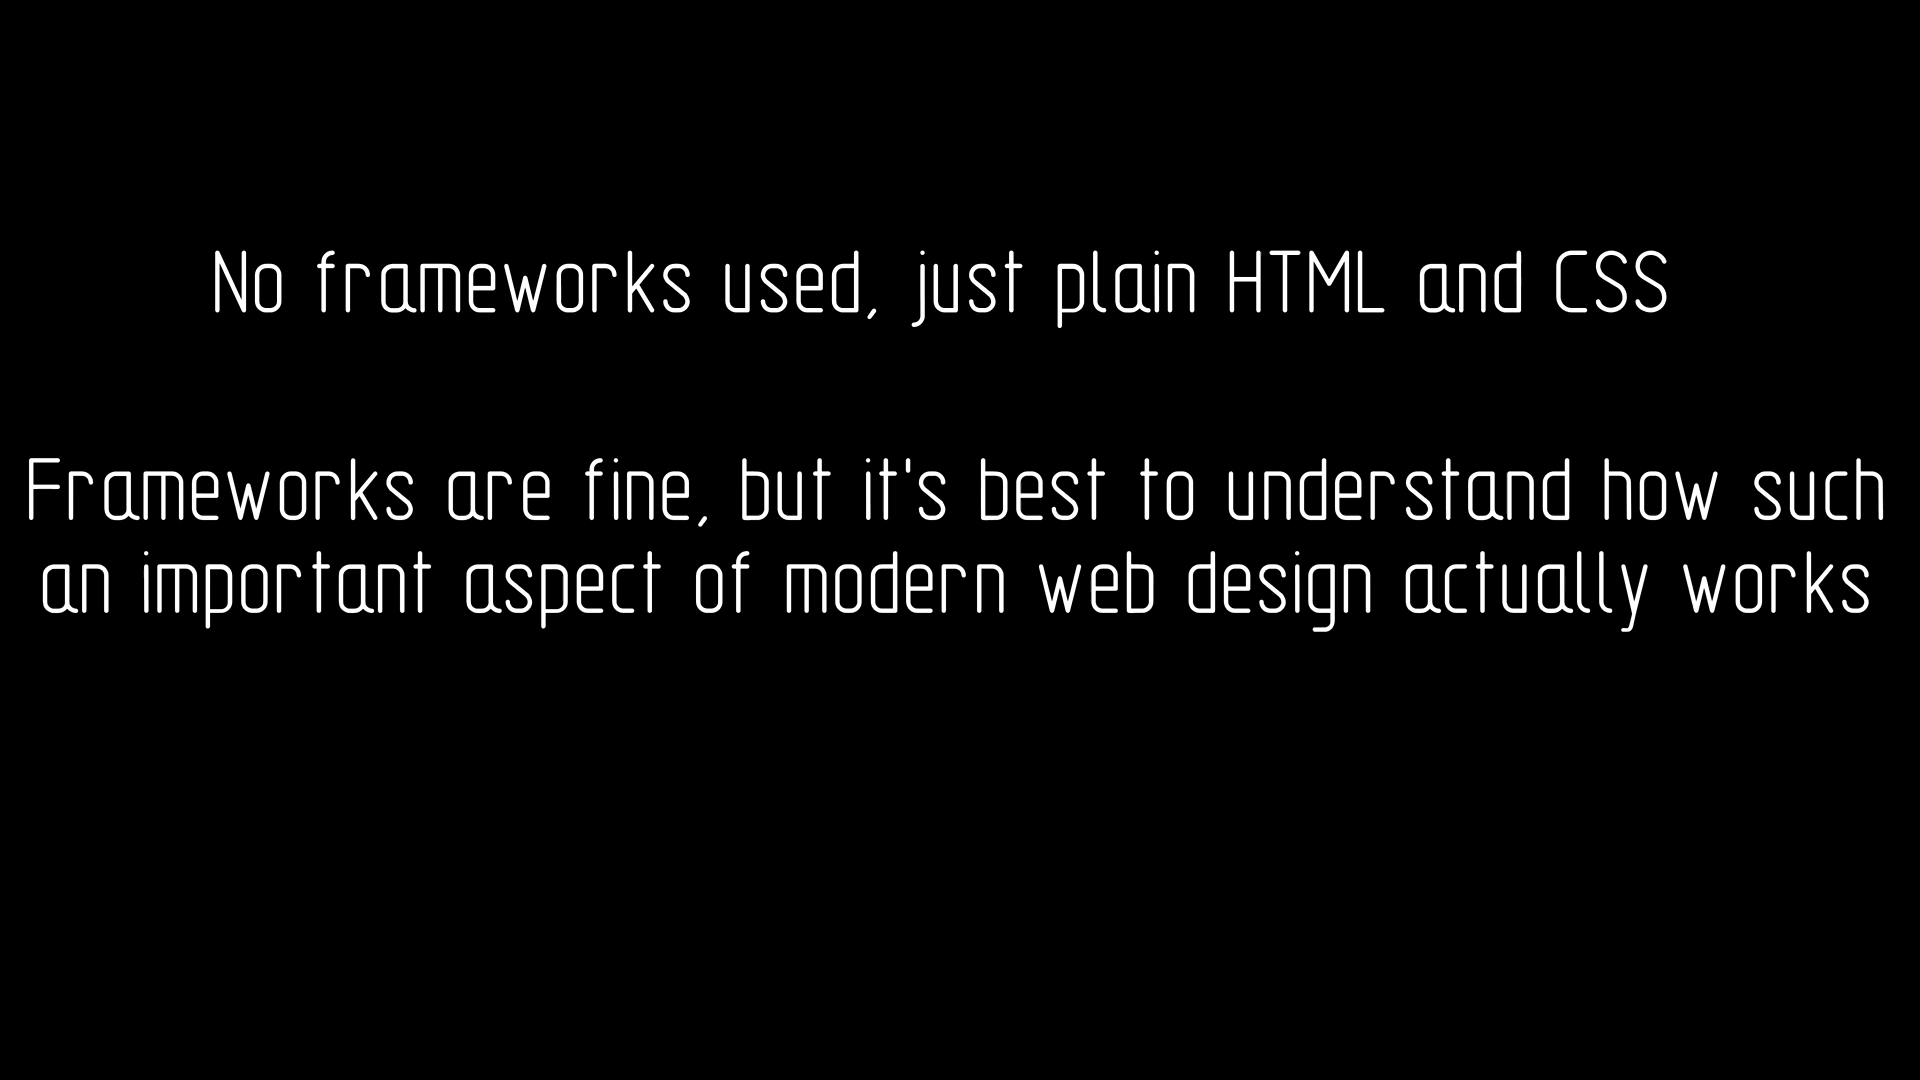 No frameworks used, just plain HTML and CSS
Frameworks are fine, but it's best to understand how such
an important aspect of modern web design actually works